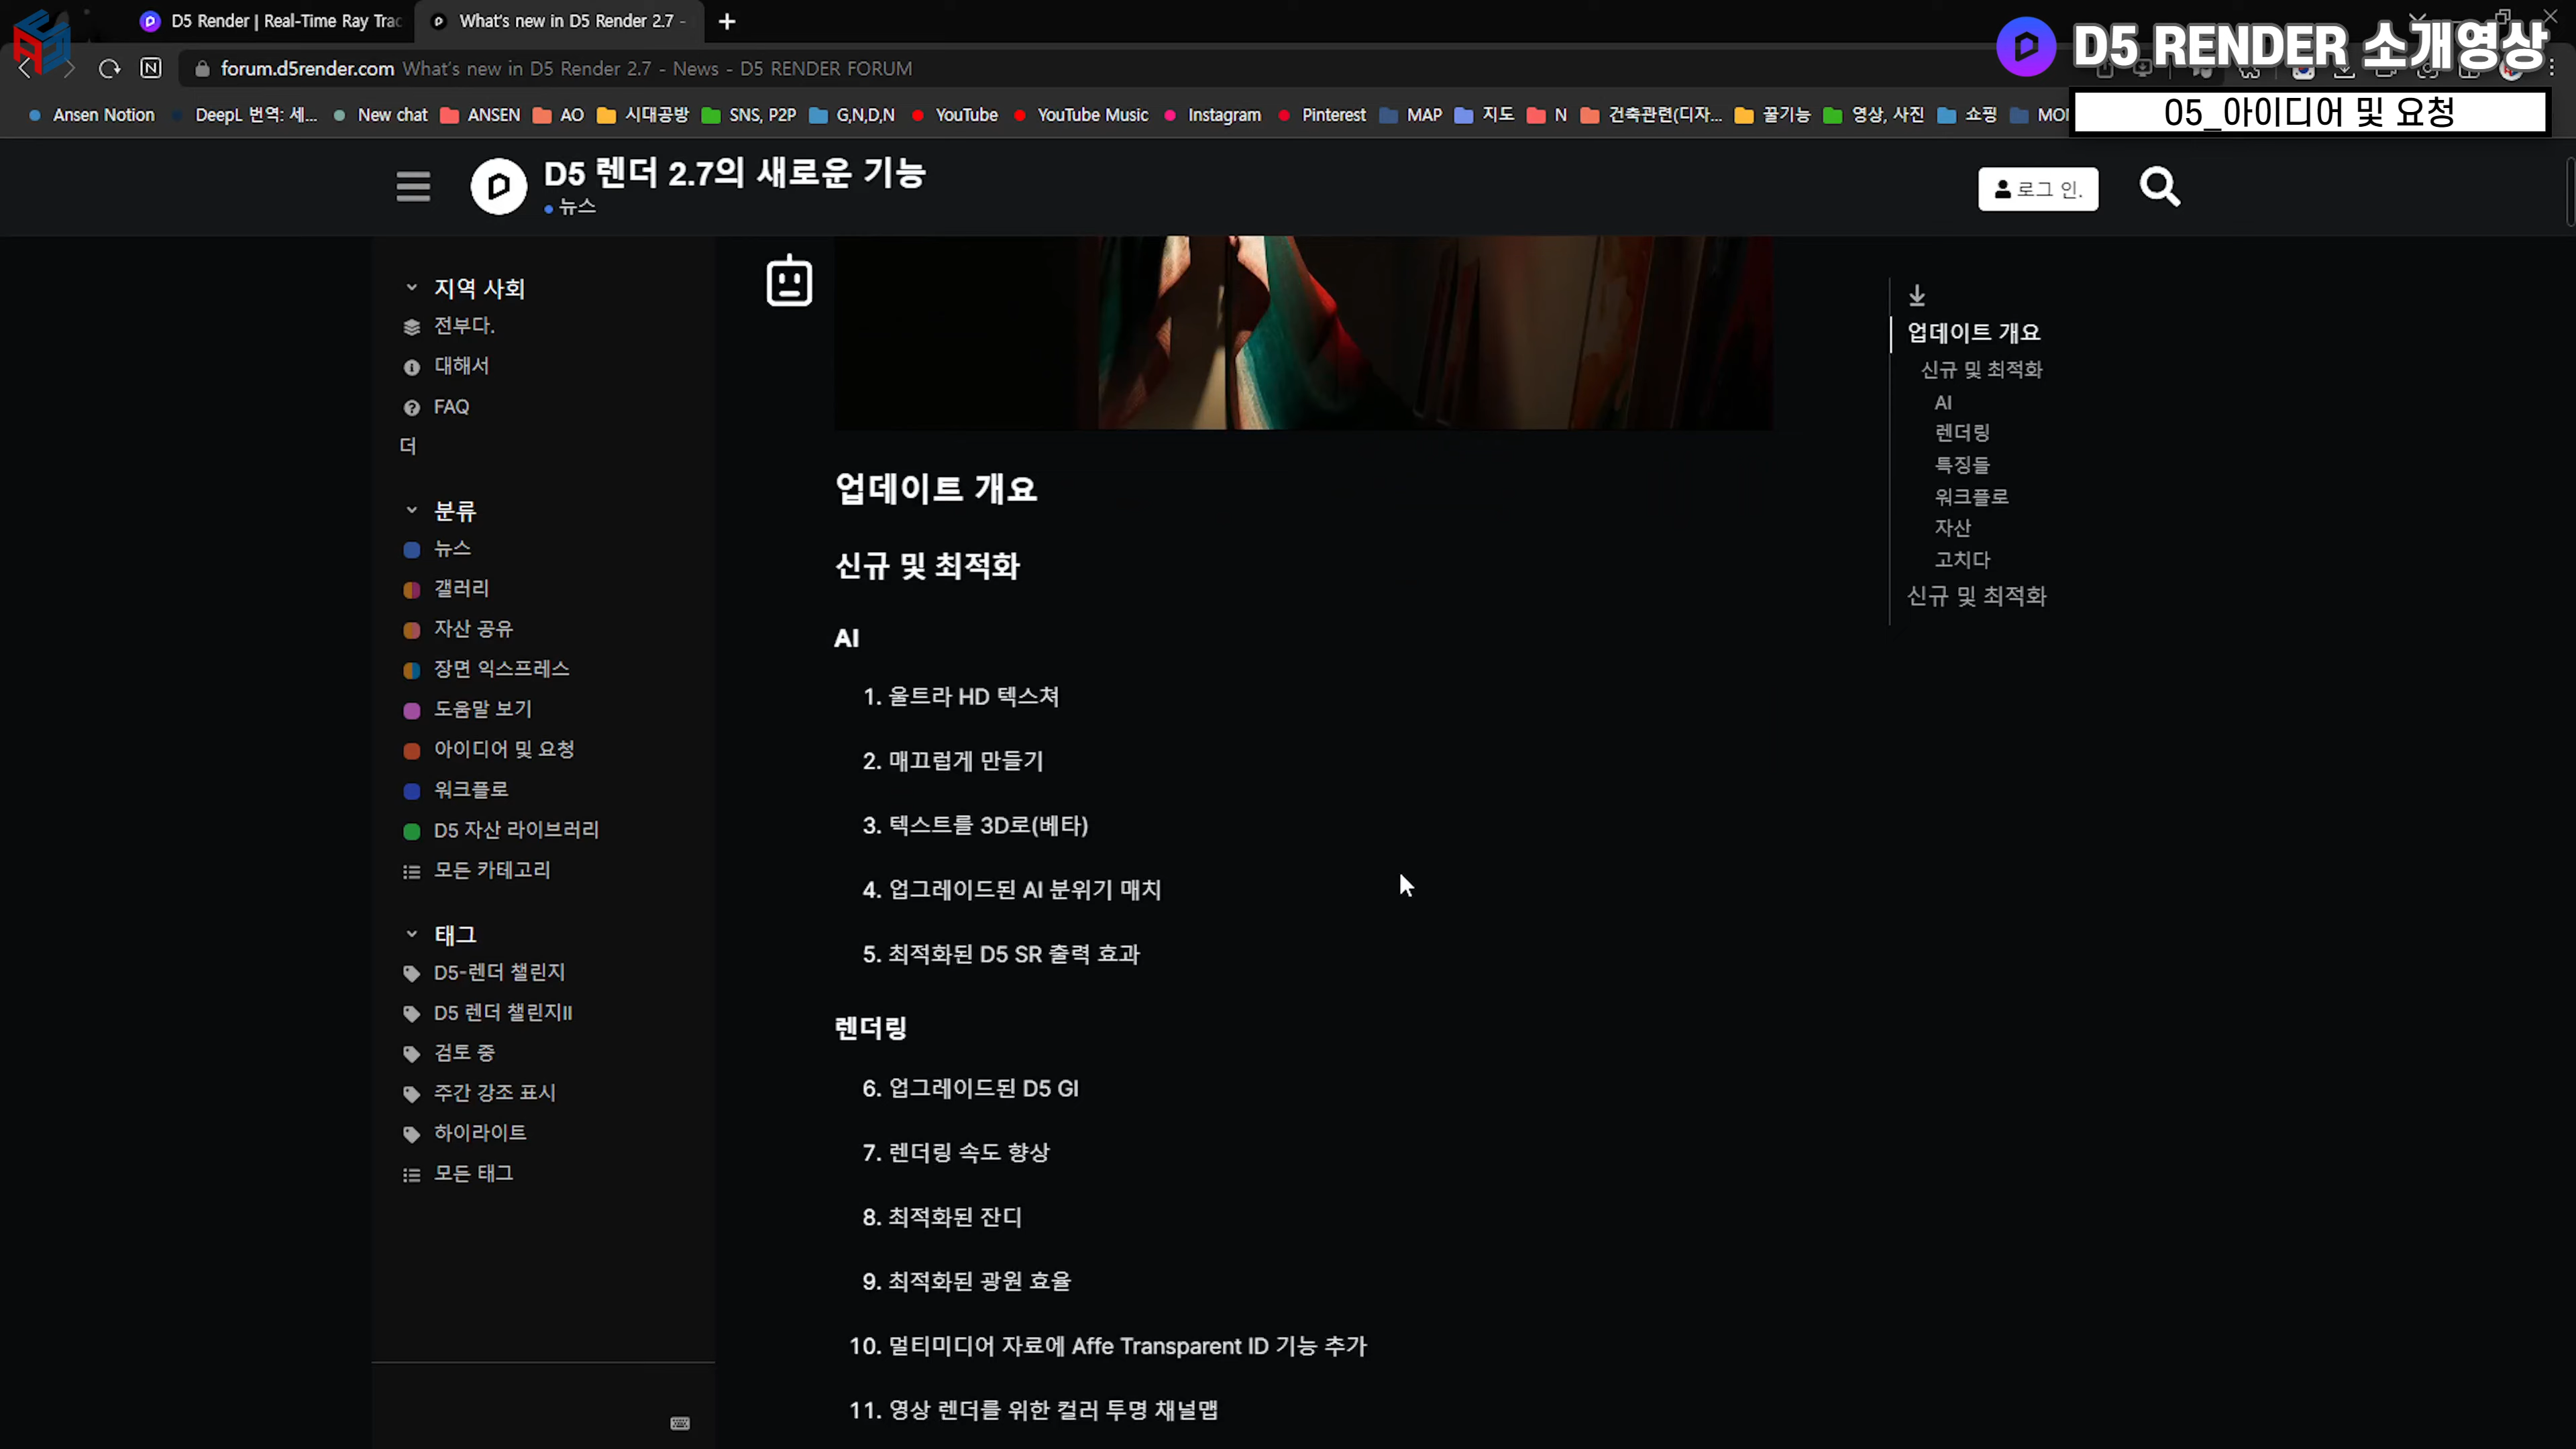 D5 Render | Real-Time Ray Trac
What's new in D5 Render 2.7 -
D5 RENDER 소개영상
forum.d5render.com What's new in D5 Render 2.7 - News - D5 RENDER FORUM
Ansen Notion DeepL 번역: 세... New chat ANSEN AO 시대공방 SNS, P2P G,N,D,N YouTube YouTube Music Instagram Pinterest MAP 지도 N 건축관련(디자... 꿀기능 영상, 사진 쇼핑
05_아이디어 및 요청
D5 렌더 2.7의 새로운 기능
뉴스
로그 인.
지역 사회
전부다.
대해서
FAQ
더
분류
뉴스
갤러리
자산 공유
장면 익스프레스
도움말 보기
아이디어 및 요청
워크플로
D5 자산 라이브러리
모든 카테고리
태그
D5-렌더 챌린지
D5 렌더 챌린지II
검토 중
주간 강조 표시
하이라이트
모든 태그
업데이트 개요
신규 및 최적화
AI
1. 울트라 HD 텍스쳐
2. 매끄럽게 만들기
3. 텍스트를 3D로(베타)
4. 업그레이드된 AI 분위기 매치
5. 최적화된 D5 SR 출력 효과
렌더링
6. 업그레이드된 D5 GI
7. 렌더링 속도 향상
8. 최적화된 잔디
9. 최적화된 광원 효율
10. 멀티미디어 자료에 Affe Transparent ID 기능 추가
11. 영상 렌더를 위한 컬러 투명 채널맵
업데이트 개요
신규 및 최적화
AI
렌더링
특징들
워크플로
자산
고치다
신규 및 최적화